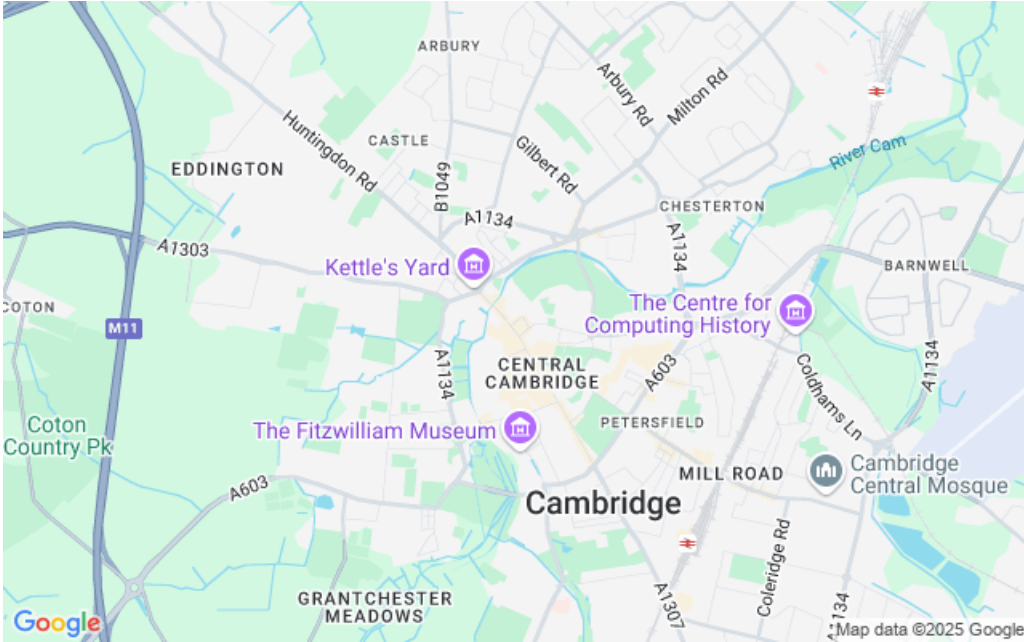 ARBURY
Arbury Rd
Milton Rd
Huntingdon Rd
CASTLE
Gilbert Rd
River Cam
EDDINGTON
B1049
CHESTERTON
A1134
A1134
A1303
Kettle's Yard
BARNWELL
COTON
The Centre for
Computing History
M11
A1134
CENTRAL
CAMBRIDGE
A603
A1134
Coldhams Ln
Coton
Country Pk
The Fitzwilliam Museum
PETERSFIELD
MILL ROAD
Cambridge
Central Mosque
A603
Cambridge
Coleridge Rd
GRANTCHESTER
MEADOWS
A1307
A1134
Google
Map data ©2025 Google